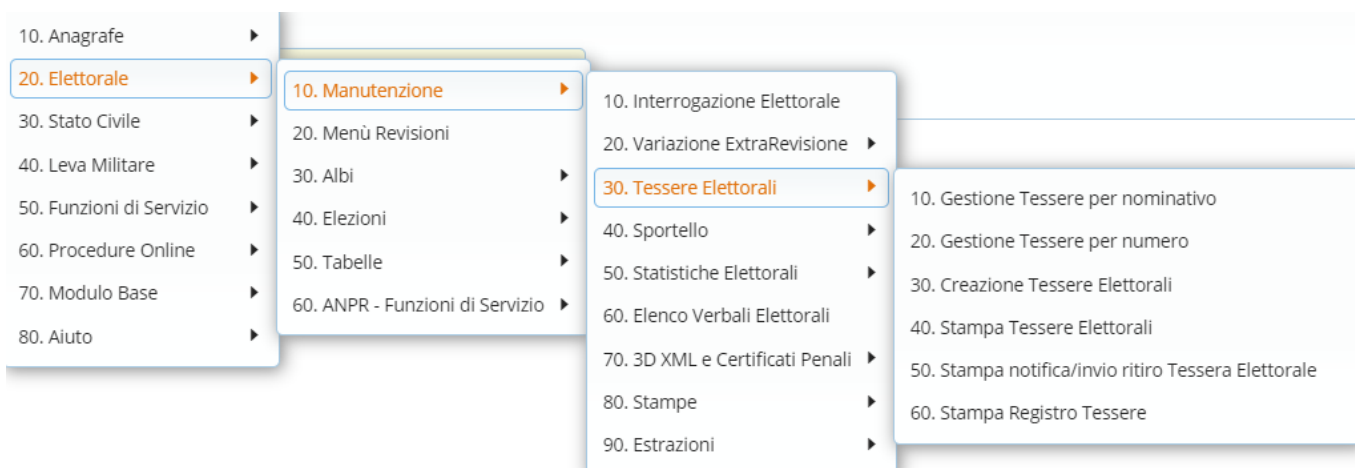 10. Anagrafe
20. Elettorale
30. Stato Civile
40. Leva Militare
50. Funzioni di Servizio
60. Procedure Online
70. Modulo Base
80. Aiuto
10. Manutenzione
20. Menù Revisioni
30. Albi
40. Elezioni
50. Tabelle
60. ANPR - Funzioni di Servizio
10. Interrogazione Elettorale
20. Variazione ExtraRevisione
30. Tessere Elettorali
40. Sportello
50. Statistiche Elettorali
60. Elenco Verbali Elettorali
70. 3D XML e Certificati Penali
80. Stampe
90. Estrazioni
10. Gestione Tessere per nominativo
20. Gestione Tessere per numero
30. Creazione Tessere Elettorali
40. Stampa Tessere Elettorali
50. Stampa notifica/invio ritiro Tessera Elettorale
60. Stampa Registro Tessere